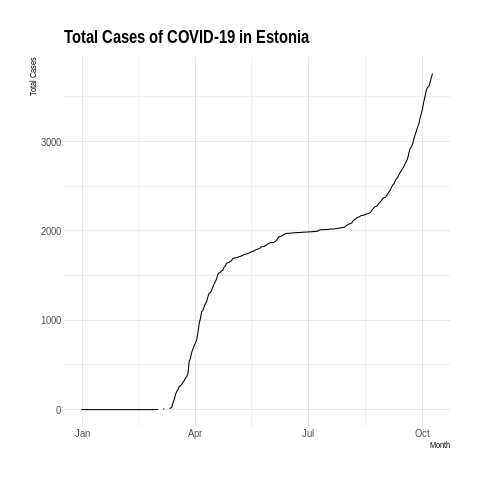 Total Cases of COVID-19 in Estonia
Total Cases
3000
2000
1000
0
Jan Apr Jul Oct
Month